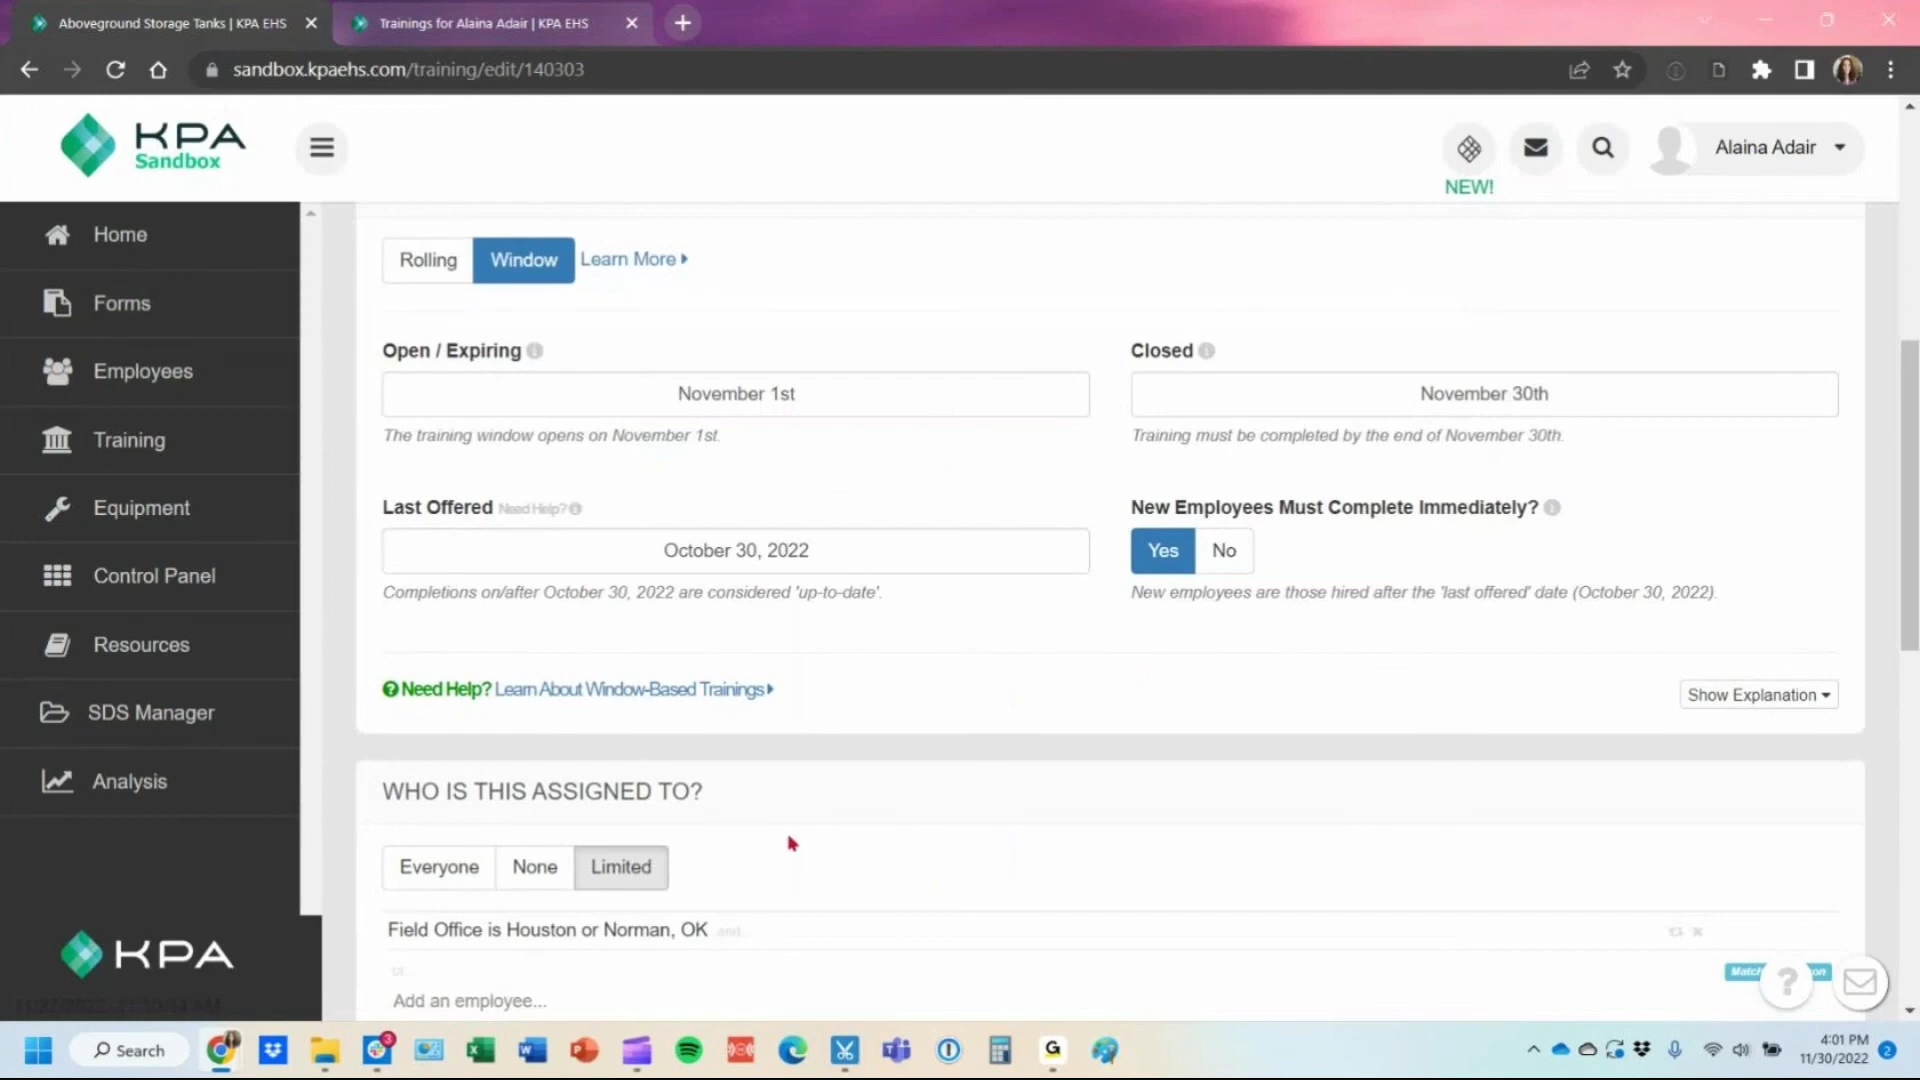 Aboveground Storage Tanks | KPA EHS
Trainings for Alaina Adair | KPA EHS
sandbox.kpaehs.com/training/edit/140303
KPA
Sandbox
NEW!
Alaina Adair
Home
Forms
Employees
Training
Equipment
Control Panel
Resources
SDS Manager
Analysis
KPA
Rolling
Window
Learn More
Open / Expiring
Closed
November 1st
November 30th
The training window opens on November 1st.
Training must be completed by the end of November 30th.
Last Offered Need Help?
New Employees Must Complete Immediately?
October 30, 2022
Yes
No
Completions on/after October 30, 2022 are considered 'up-to-date'.
New employees are those hired after the 'last offered' date (October 30, 2022).
Need Help? Learn About Window-Based Trainings
Show Explanation
WHO IS THIS ASSIGNED TO?
Everyone
None
Limited
Field Office is Houston or Norman, OK and...
or...
Add an employee...
Search
3
4:01 PM
11/30/2022
2